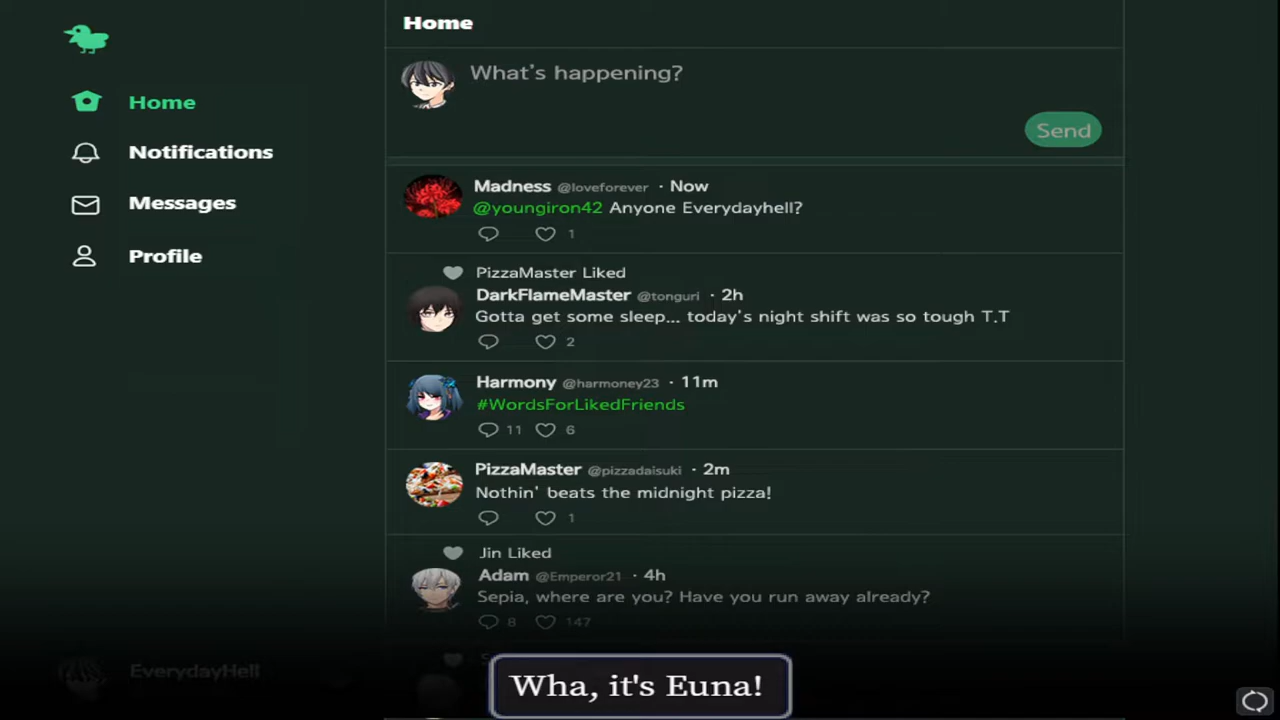 Home
Notifications
Messages
Profile
EverydayHell
Home
What's happening?
Send
Madness @loveforever · Now
@youngiron42 Anyone Everydayhell?
1
PizzaMaster Liked
DarkFlameMaster @tonguri · 2h
Gotta get some sleep... today's night shift was so tough T.T
2
Harmony @harmoney23 · 11m
#WordsForLikedFriends
11 6
PizzaMaster @pizzadaisuki · 2m
Nothin' beats the midnight pizza!
1
Jin Liked
Adam @Emperor21 · 4h
Sepia, where are you? Have you run away already?
8 147
Wha, it's Euna!